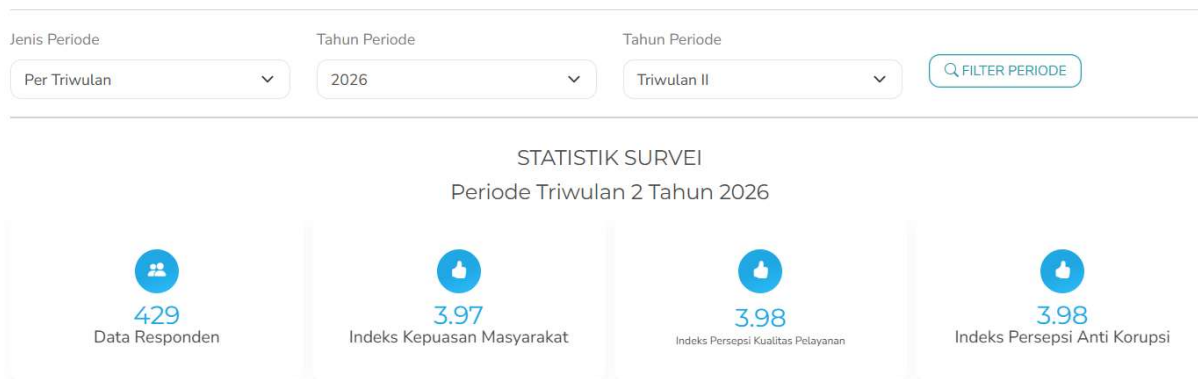 Jenis Periode
Tahun Periode
Tahun Periode
Per Triwulan
2026
Triwulan II
FILTER PERIODE
STATISTIK SURVEI
Periode Triwulan 2 Tahun 2026
429
Data Responden
3.97
Indeks Kepuasan Masyarakat
3.98
Indeks Persepsi Kualitas Pelayanan
3.98
Indeks Persepsi Anti Korupsi